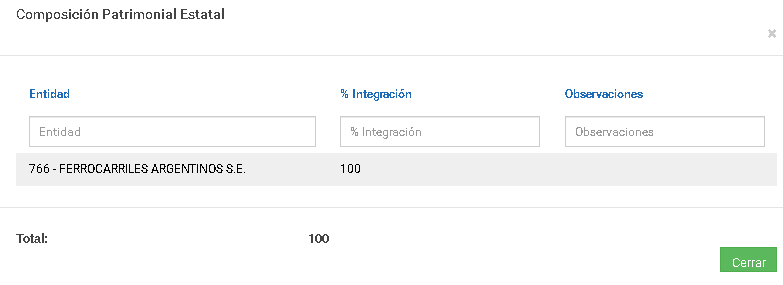 Composición Patrimonial Estatal
×
Entidad % Integración Observaciones
Entidad % Integración Observaciones
766 - FERROCARRILES ARGENTINOS S.E. 100
Total: 100
Cerrar